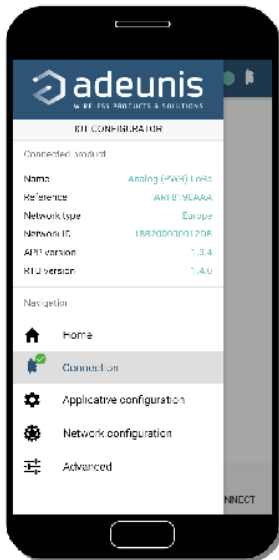 adeunis
WIRELESS PRODUCTS & SOLUTIONS
IOT CONFIGURATOR
Connected product
Name Analog (PWR) LoRa
Reference ARF8190AAA
Network type Europe
Network ID
APP version 1.3.4
RTU version 1.4.0
Navigation
Home
Connection
Applicative configuration
Network configuration
Advanced
NNECT